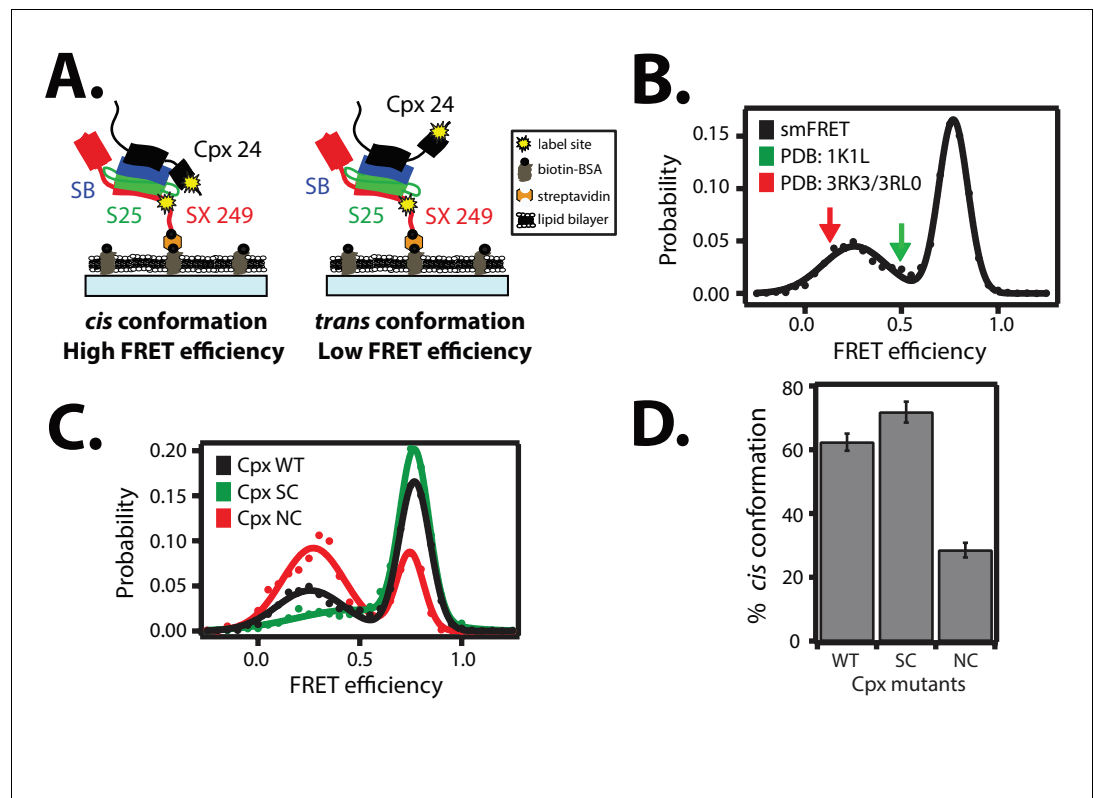 A.
Cpx 24
SB
S25
SX 249
cis conformation
High FRET efficiency
Cpx 24
SB
S25
SX 249
trans conformation
Low FRET efficiency
label site
biotin-BSA
streptavidin
lipid bilayer
B.
smFRET
PDB: 1K1L
PDB: 3RK3/3RL0
Probability
0.15
0.10
0.05
0.00
0.0 0.5 1.0
FRET efficiency
C.
Cpx WT
Cpx SC
Cpx NC
Probability
0.20
0.15
0.10
0.05
0.00
0.0 0.5 1.0
FRET efficiency
D.
% cis conformation
80
60
40
20
0
WT SC NC
Cpx mutants